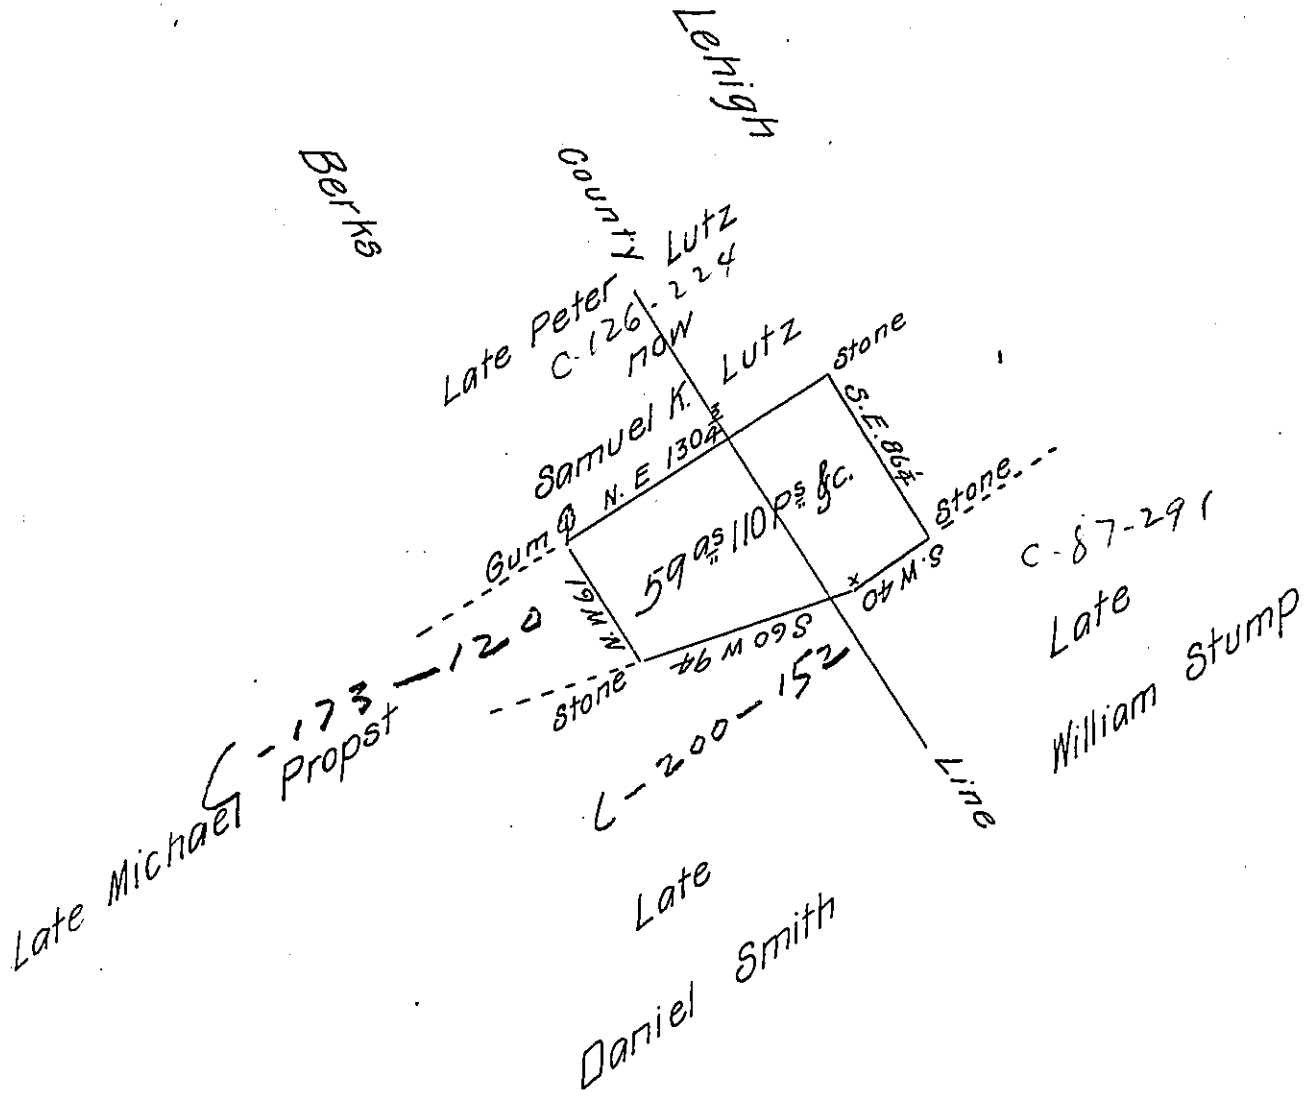 Lehigh
Berks
County
Late Peter Lutz
C-126-224
now
Samuel K. Lutz
Stone
N. E 130¾
S. E. 86¼
Gum
59 as 110 Ps &c.
Stone
N. W 61
S. W 40
x
S 60 W 94
Stone
C-173-120
C-87-291
Late
William Stump
Late Michael Propst
C-200-152
Line
Late
Daniel Smith